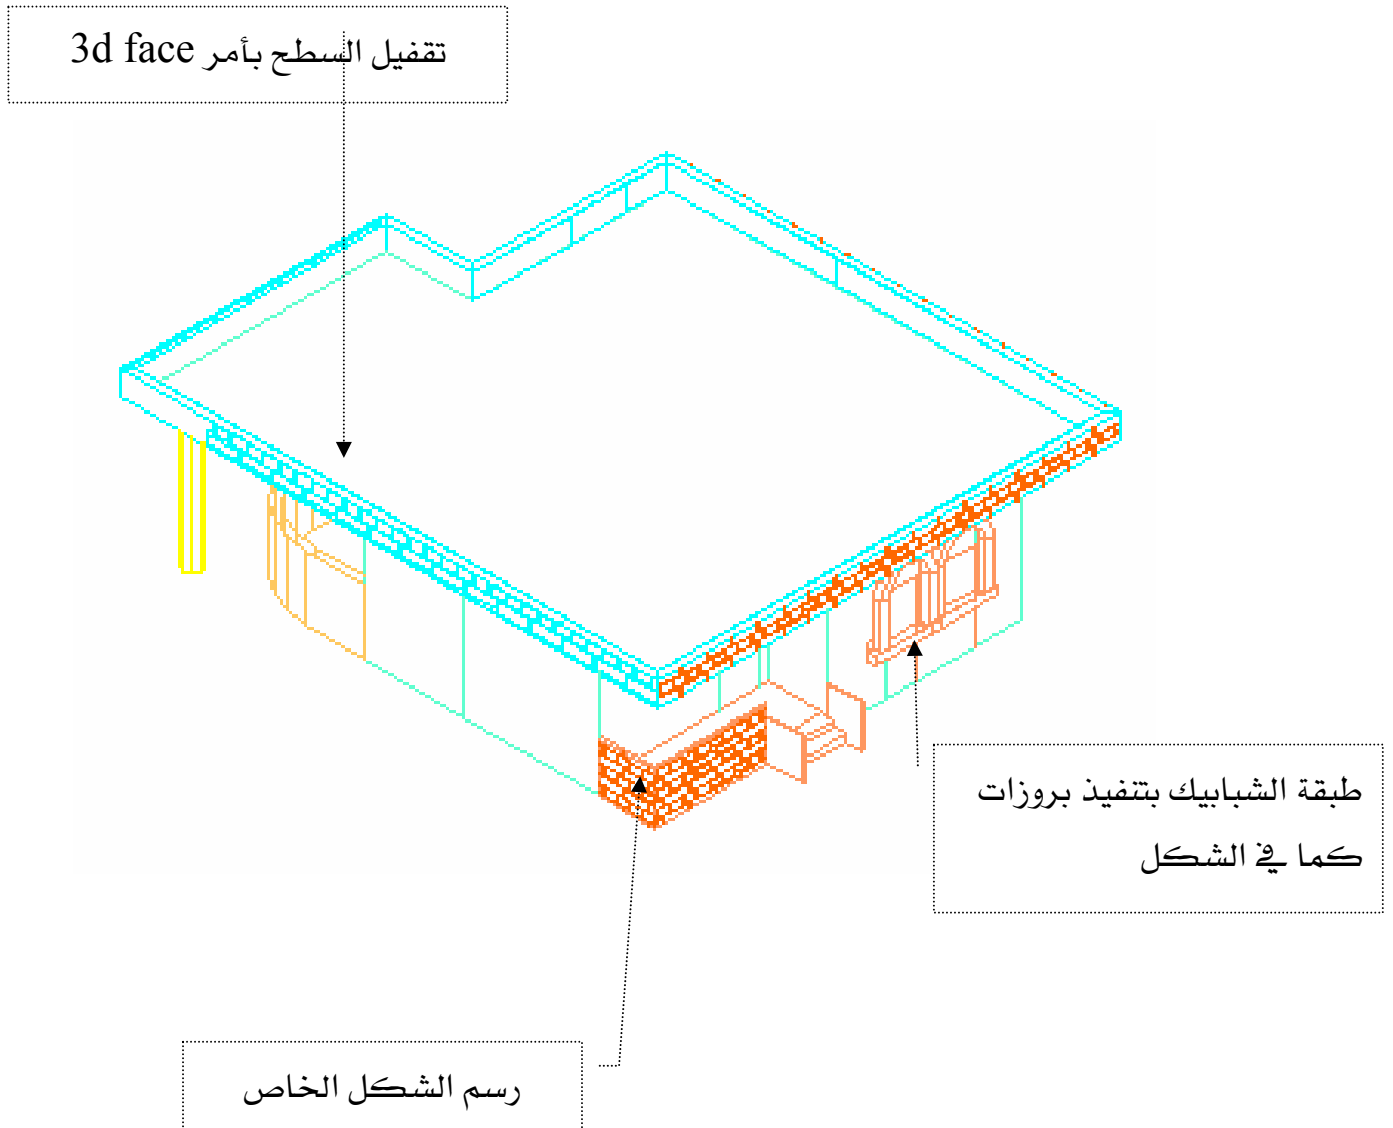 تقفيل السطح بأمر 3d face
طبقة الشبابيك بتنفيذ بروزات
كما في الشكل
رسم الشكل الخاص